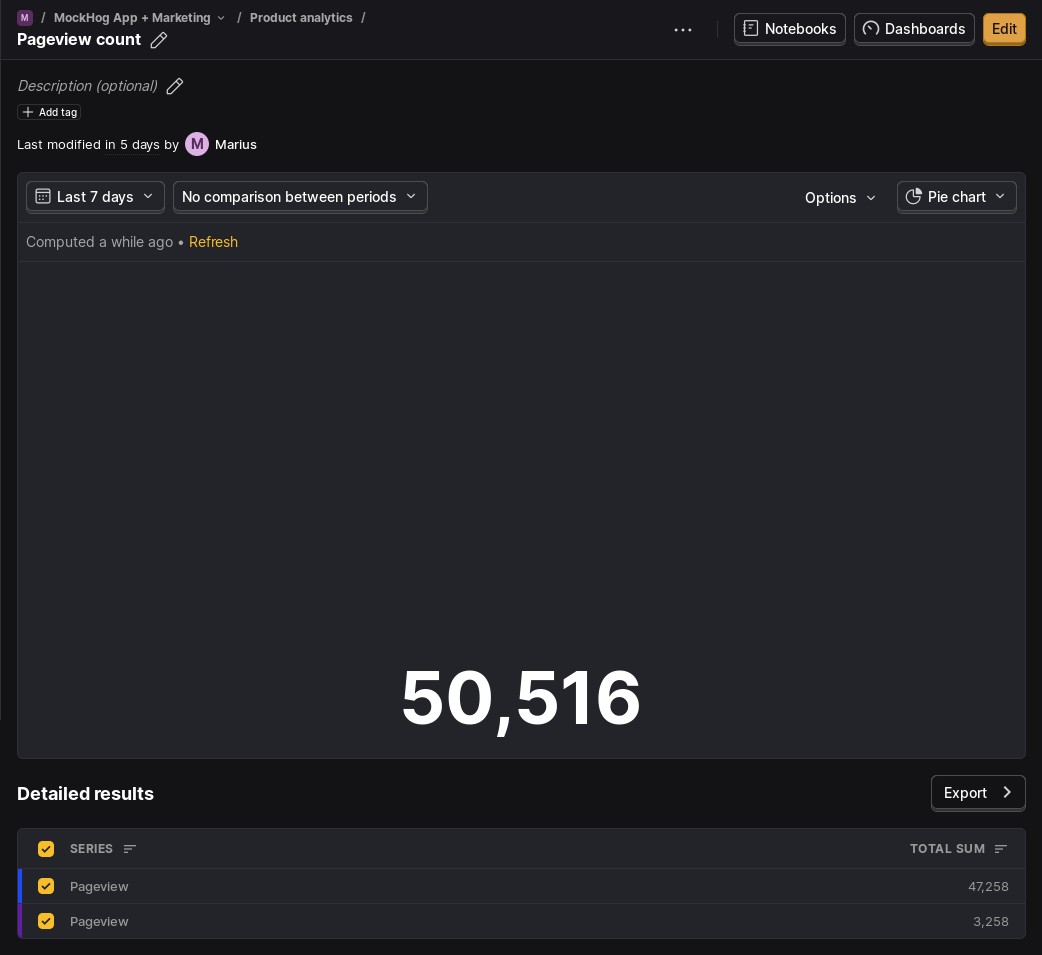 M / MockHog App + Marketing / Product analytics /
Pageview count
Notebooks
Dashboards
Edit
Description (optional)
Add tag
Last modified in 5 days by M Marius
Last 7 days
No comparison between periods
Options
Pie chart
Computed a while ago • Refresh
50,516
Detailed results
Export
SERIES TOTAL SUM
Pageview 47,258
Pageview 3,258